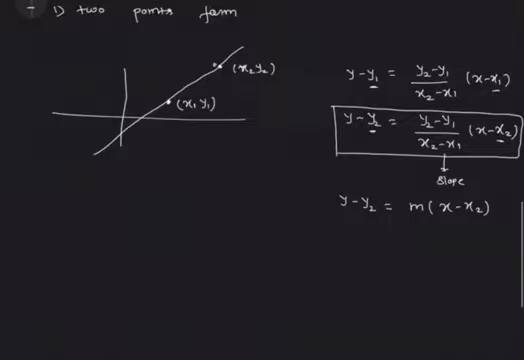 1) two points form
(x2 y2)
(x1 y1)
y-y1 = y2-y1/x2-x1 (x-x1)
y-y2 = y2-y1/x2-x1 (x-x2)
slope
y-y2 = m(x-x2)